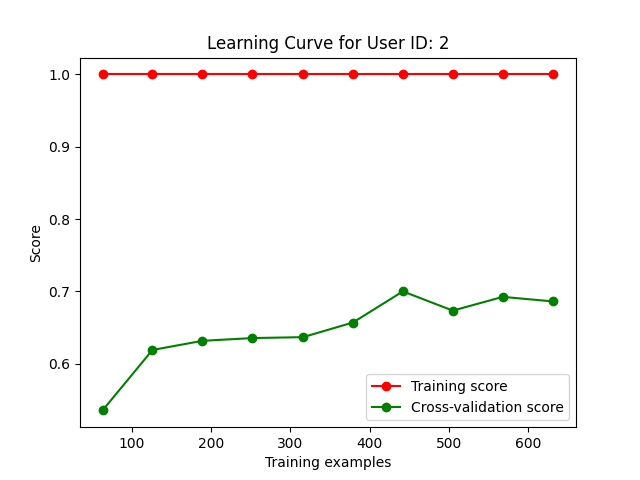 Learning Curve for User ID: 2
1.0
0.9
0.8
0.7
0.6
Score
100
200
300
400
500
600
Training examples
Training score
Cross-validation score